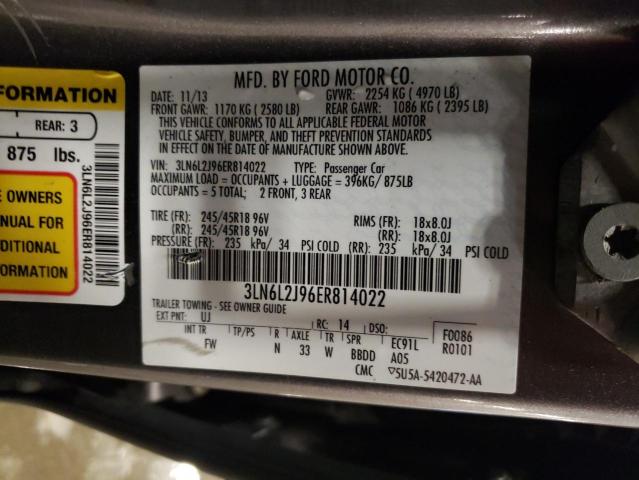 FORMATION
REAR: 3
875 lbs.
E OWNERS
NUAL FOR
DITIONAL
ORMATION
3LN6L2J96ER814022
MFD. BY FORD MOTOR CO.
DATE: 11/13 GVWR: 2254 KG ( 4970 LB)
FRONT GAWR: 1170 KG ( 2580 LB) REAR GAWR: 1086 KG ( 2395 LB)
THIS VEHICLE CONFORMS TO ALL APPLICABLE FEDERAL MOTOR
VEHICLE SAFETY, BUMPER, AND THEFT PREVENTION STANDARDS
IN EFFECT ON THE DATE OF MANUFACTURE SHOWN ABOVE.
VIN: 3LN6L2J96ER814022 TYPE: Passenger Car
MAXIMUM LOAD = OCCUPANTS + LUGGAGE = 396KG/ 875LB
OCCUPANTS = 5 TOTAL; 2 FRONT, 3 REAR
TIRE (FR): 245/45R18 96V RIMS (FR): 18x8.0J
(RR): 245/45R18 96V (RR): 18x8.0J
PRESSURE (FR): 235 kPa/ 34 PSI COLD (RR): 235 kPa/ 34 PSI COLD
3LN6L2J96ER814022
TRAILER TOWING - SEE OWNER GUIDE
EXT PNT: UJ RC: 14 DSO: F0086
INT TR TP/PS R AXLE TR SPR EC91L R0101
FW N 33 W BBDD A05
CMC 5U5A-5420472-AA